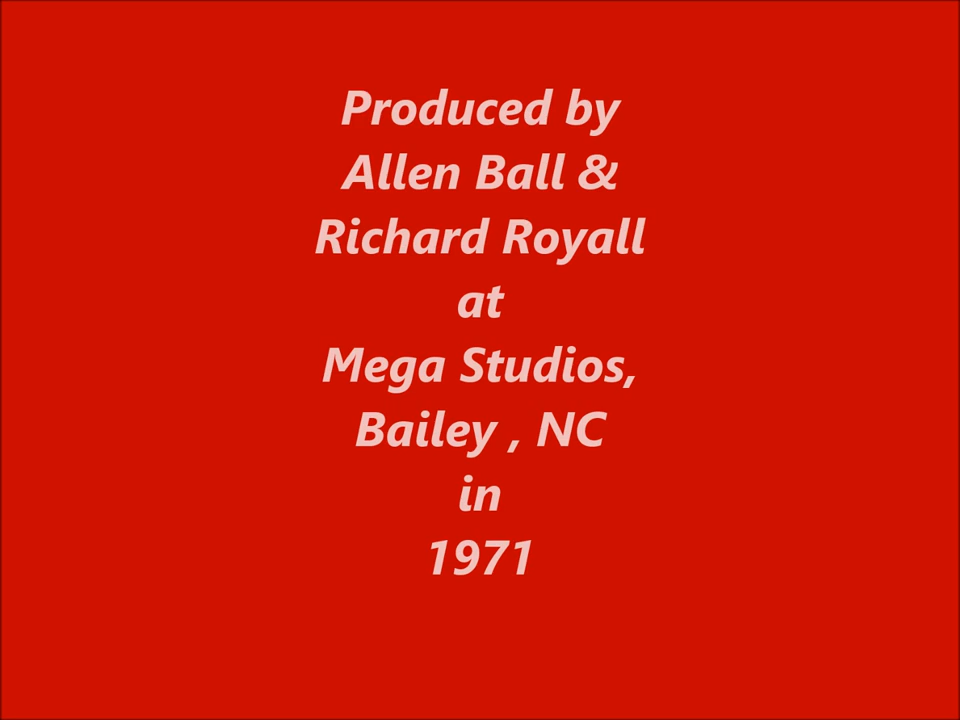 Produced by
Allen Ball &
Richard Royall
at
Mega Studios,
Bailey , NC
in
1971